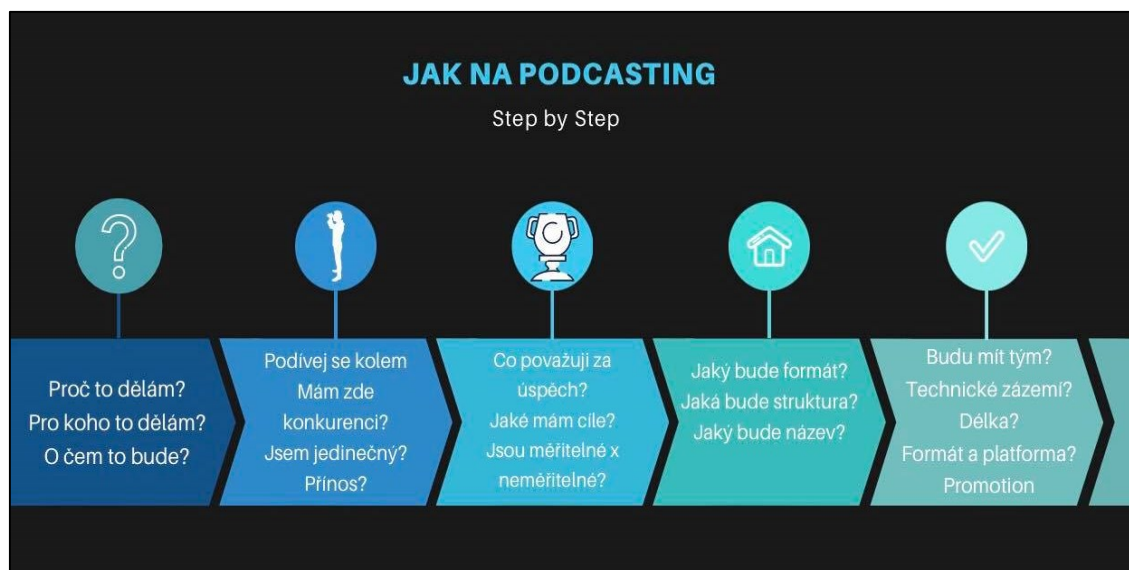 JAK NA PODCASTING
Step by Step
Proč to dělám?
Pro koho to dělám?
O čem to bude?
Podívej se kolem
Mám zde
konkurenci?
Jsem jedinečný?
Přínos?
Co považuji za
úspěch?
Jaké mám cíle?
Jsou měřitelné x
neměřitelné?
Jaký bude formát?
Jaká bude struktura?
Jaký bude název?
Budu mít tým?
Technické zázemí?
Délka?
Formát a platforma?
Promotion